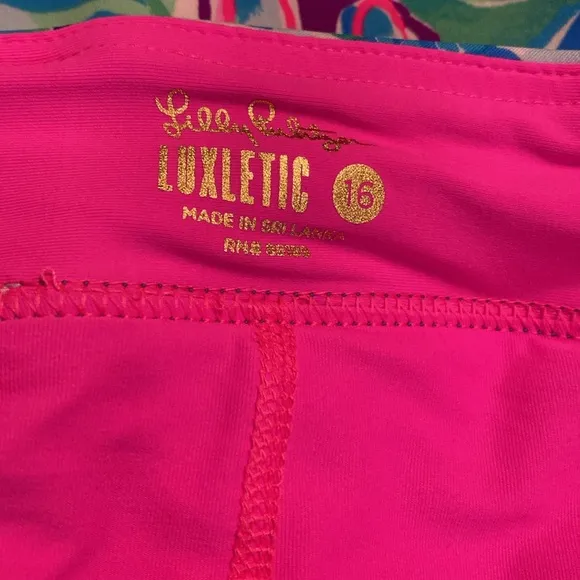 Lilly Pulitzer
LUXLETIC 16
MADE IN SRI LANKA
RN#